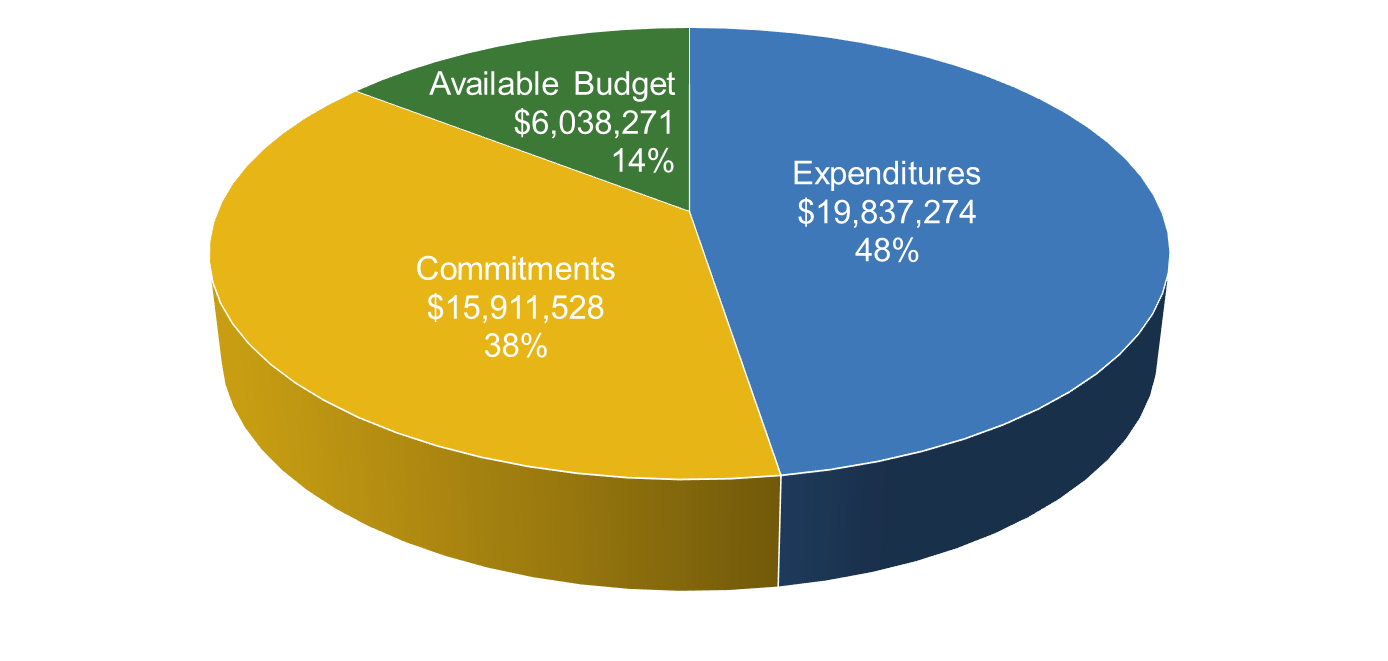 Available Budget
$6,038,271
14%
Expenditures
$19,837,274
48%
Commitments
$15,911,528
38%